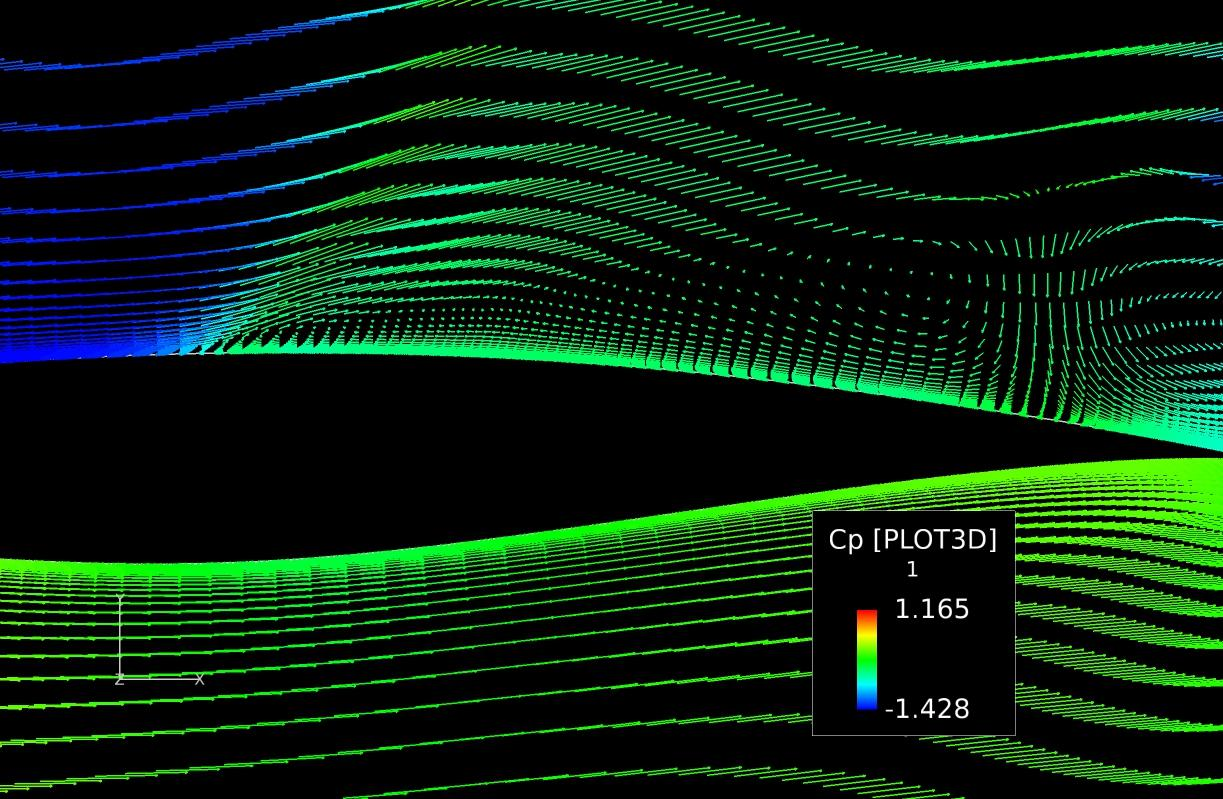 Y
Z X
Cp [PLOT3D]
1
1.165
-1.428